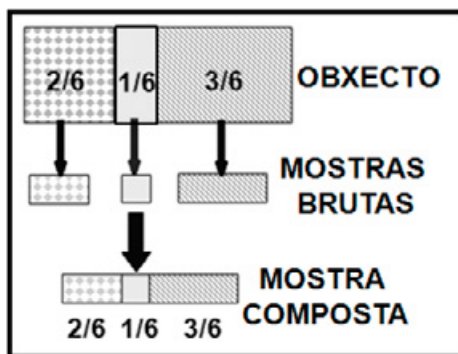 2/6 1/6 3/6 OBXECTO
MOSTRAS
BRUTAS
MOSTRA
COMPOSTA
2/6 1/6 3/6